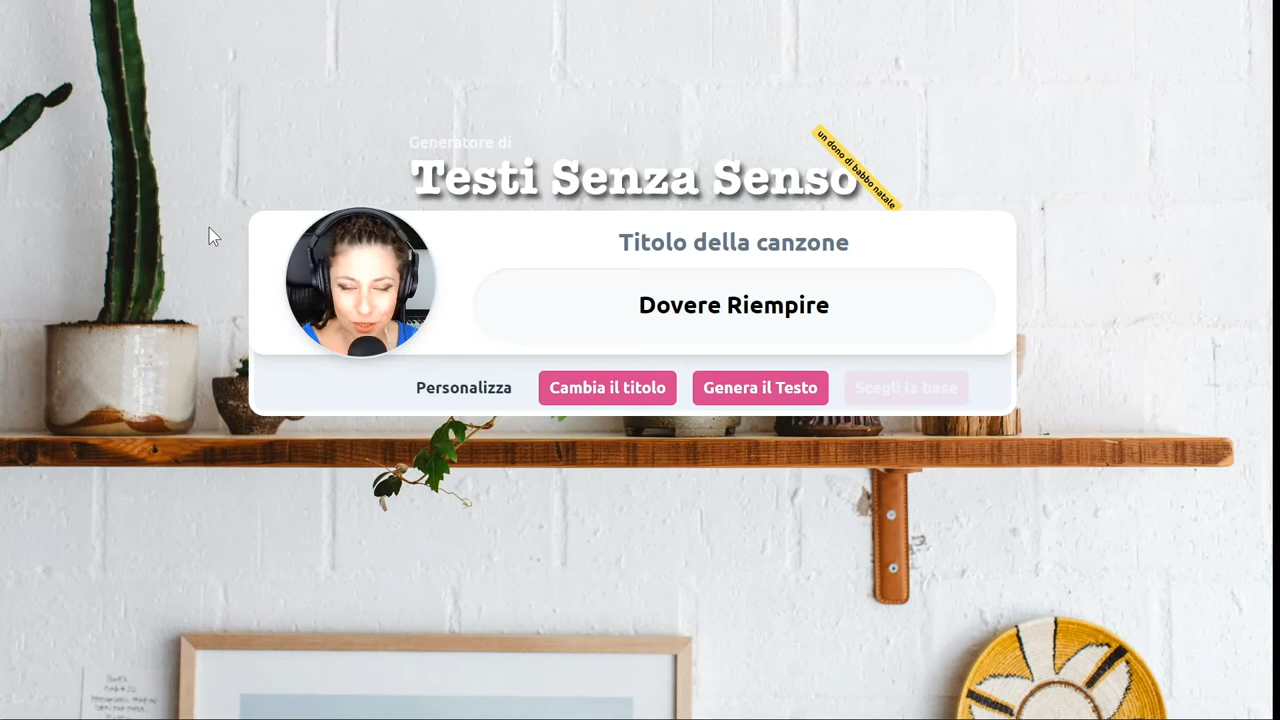 Generatore di
Testi Senza Senso
un dono di babbo natale
Titolo della canzone
Dovere Riempire
Personalizza
Cambia il titolo
Genera il Testo
Scegli la base